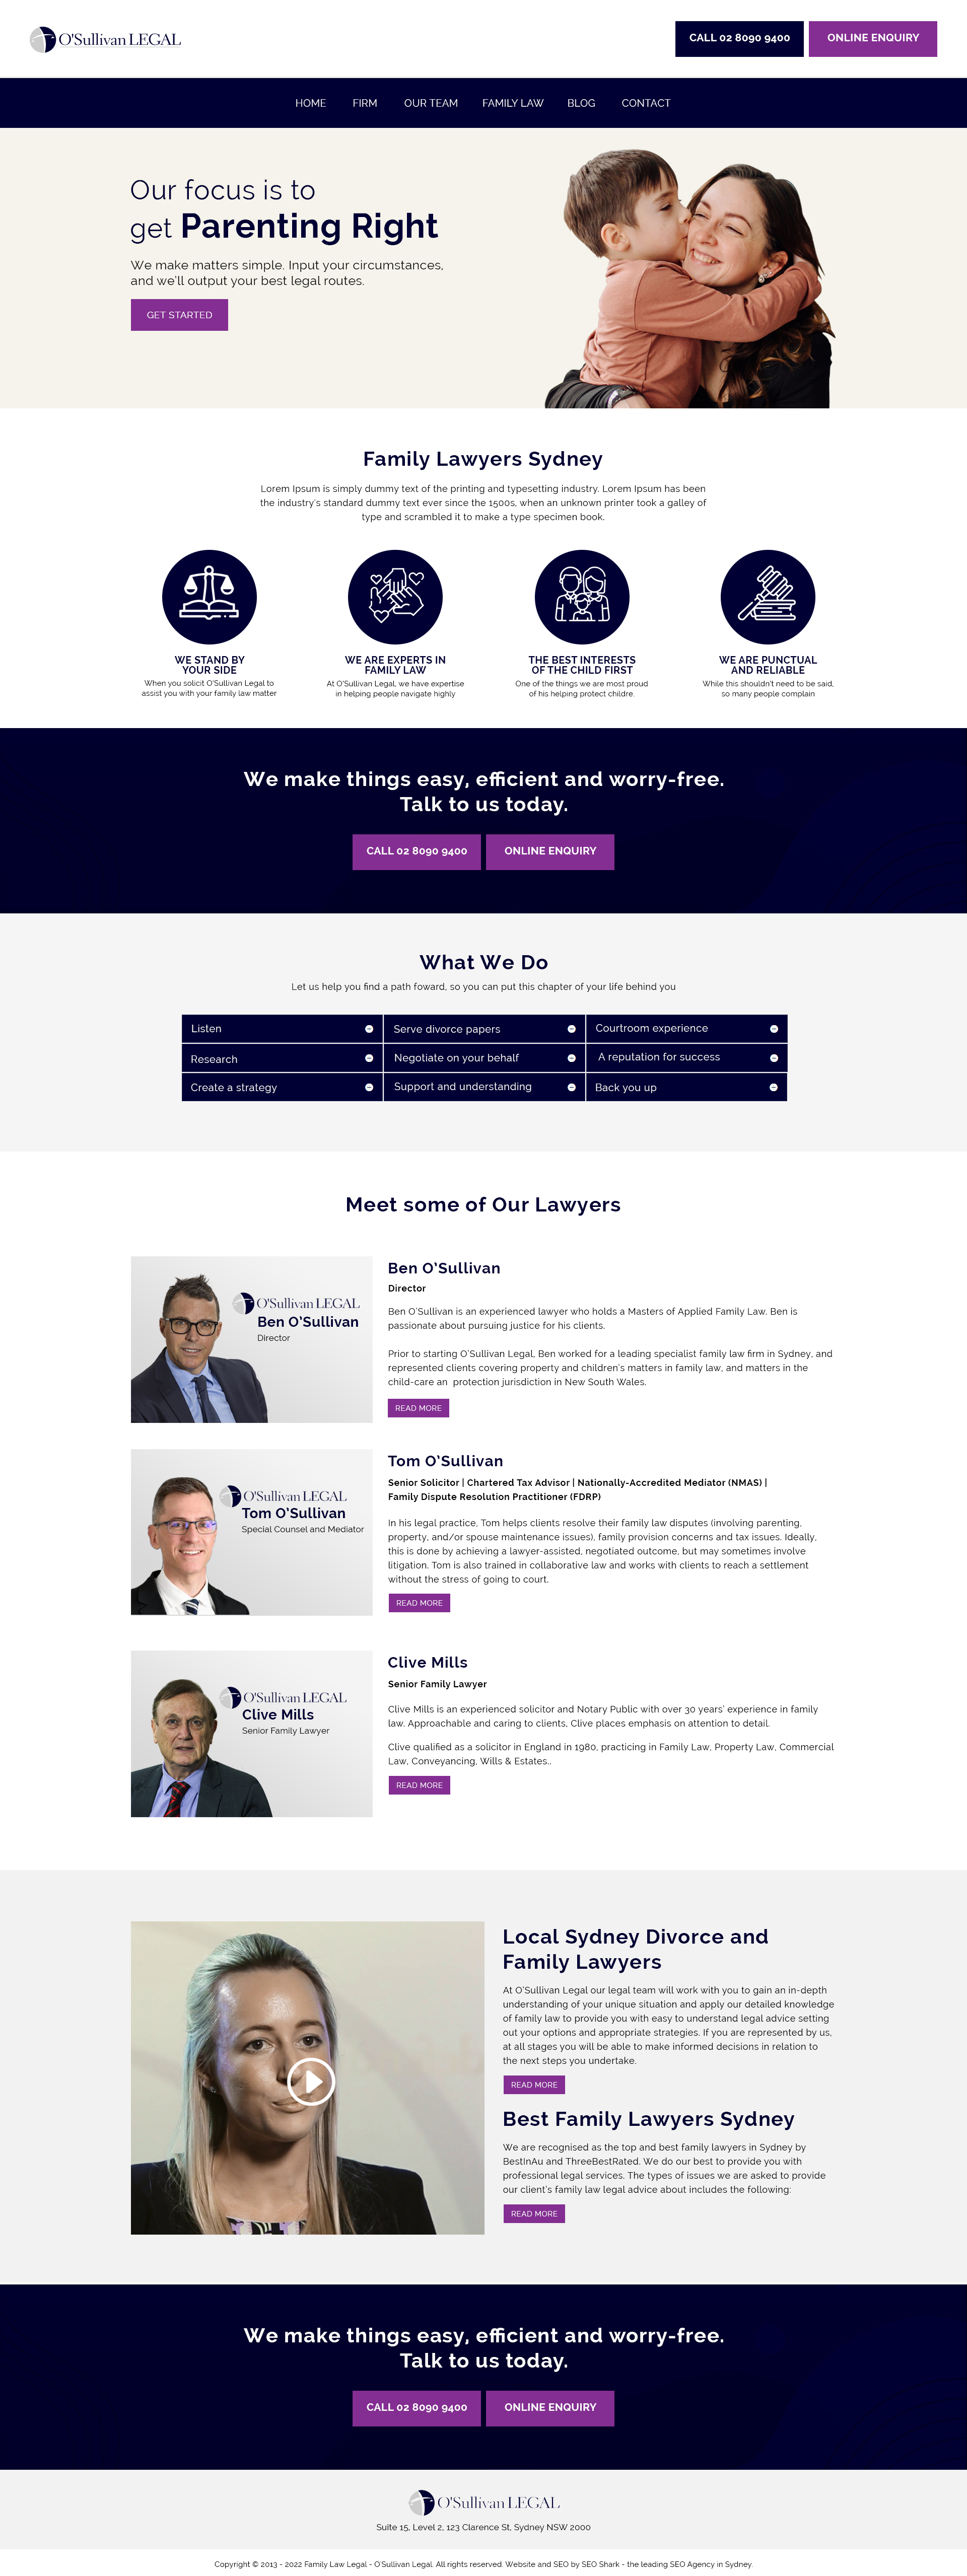 O'Sullivan LEGAL
CALL 02 8090 9400
ONLINE ENQUIRY
HOME
FIRM
OUR TEAM
FAMILY LAW
BLOG
CONTACT
Our focus is to
get Parenting Right
We make matters simple. Input your circumstances,
and we'll output your best legal routes.
GET STARTED
Family Lawyers Sydney
Lorem Ipsum is simply dummy text of the printing and typesetting industry. Lorem Ipsum has been
the industry's standard dummy text ever since the 1500s, when an unknown printer took a galley of
type and scrambled it to make a type specimen book.
WE STAND BY
YOUR SIDE
When you solicit O'Sullivan Legal to
assist you with your family law matter
WE ARE EXPERTS IN
FAMILY LAW
At O'Sullivan Legal, we have expertise
in helping people navigate highly
THE BEST INTERESTS
OF THE CHILD FIRST
One of the things we are most proud
of his helping protect childre.
WE ARE PUNCTUAL
AND RELIABLE
While this shouldn't need to be said,
so many people complain
We make things easy, efficient and worry-free.
Talk to us today.
CALL 02 8090 9400
ONLINE ENQUIRY
What We Do
Let us help you find a path foward, so you can put this chapter of your life behind you
Listen
Serve divorce papers
Courtroom experience
Research
Negotiate on your behalf
A reputation for success
Create a strategy
Support and understanding
Back you up
Meet some of Our Lawyers
O'Sullivan LEGAL
Ben O'Sullivan
Director
Ben O'Sullivan
Director
Ben O'Sullivan is an experienced lawyer who holds a Masters of Applied Family Law. Ben is
passionate about pursuing justice for his clients.
Prior to starting O'Sullivan Legal, Ben worked for a leading specialist family law firm in Sydney, and
represented clients covering property and children's matters in family law, and matters in the
child-care an protection jurisdiction in New South Wales.
READ MORE
O'Sullivan LEGAL
Tom O'Sullivan
Special Counsel and Mediator
Tom O'Sullivan
Senior Solicitor | Chartered Tax Advisor | Nationally-Accredited Mediator (NMAS) |
Family Dispute Resolution Practitioner (FDRP)
In his legal practice, Tom helps clients resolve their family law disputes (involving parenting,
property, and/or spouse maintenance issues), family provision concerns and tax issues. Ideally,
this is done by achieving a lawyer-assisted, negotiated outcome, but may sometimes involve
litigation. Tom is also trained in collaborative law and works with clients to reach a settlement
without the stress of going to court.
READ MORE
O'Sullivan LEGAL
Clive Mills
Senior Family Lawyer
Clive Mills
Senior Family Lawyer
Clive Mills is an experienced solicitor and Notary Public with over 30 years' experience in family
law. Approachable and caring to clients, Clive places emphasis on attention to detail.
Clive qualified as a solicitor in England in 1980, practicing in Family Law, Property Law, Commercial
Law, Conveyancing, Wills & Estates..
READ MORE
Local Sydney Divorce and
Family Lawyers
At O'Sullivan Legal our legal team will work with you to gain an in-depth
understanding of your unique situation and apply our detailed knowledge
of family law to provide you with easy to understand legal advice setting
out your options and appropriate strategies. If you are represented by us,
at all stages you will be able to make informed decisions in relation to
the next steps you undertake.
READ MORE
Best Family Lawyers Sydney
We are recognised as the top and best family lawyers in Sydney by
BestInAu and ThreeBestRated. We do our best to provide you with
professional legal services. The types of issues we are asked to provide
our client's family law legal advice about includes the following:
READ MORE
We make things easy, efficient and worry-free.
Talk to us today.
CALL 02 8090 9400
ONLINE ENQUIRY
O'Sullivan LEGAL
Suite 15, Level 2, 123 Clarence St, Sydney NSW 2000
Copyright © 2013 - 2022 Family Law Legal - O'Sullivan Legal. All rights reserved. Website and SEO by SEO Shark - the leading SEO Agency in Sydney.